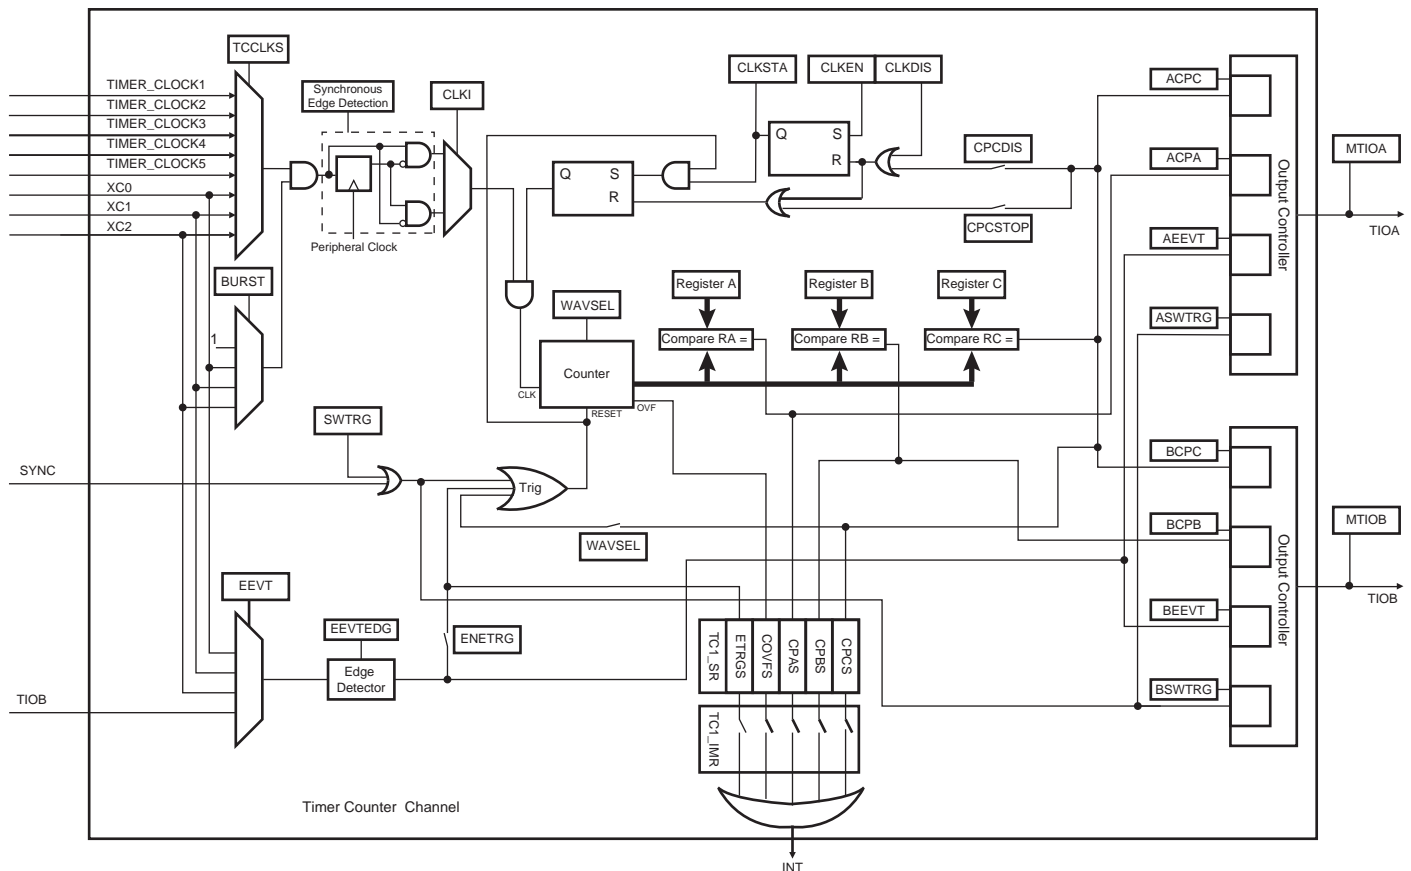 TCCLKS
TIMER_CLOCK1
TIMER_CLOCK2
TIMER_CLOCK3
TIMER_CLOCK4
TIMER_CLOCK5
XC0
XC1
XC2
Synchronous
Edge Detection
CLKI
Peripheral Clock
BURST
1
CLKSTA
CLKEN
CLKDIS
Q
S
R
Q
S
R
CPCDIS
CPCSTOP
ACPC
ACPA
AEEVT
ASWTRG
Output Controller
MTIOA
TIOA
Register A
Register B
Register C
Compare RA =
Compare RB =
Compare RC =
WAVSEL
Counter
CLK
RESET
OVF
SWTRG
SYNC
Trig
WAVSEL
BCPC
BCPB
BEEVT
BSWTRG
Output Controller
MTIOB
TIOB
EEVT
EEVTEDG
Edge
Detector
ENETRG
TIOB
TC1_SR
ETRGS
COVFS
CPAS
CPBS
CPCS
TC1_IMR
Timer Counter Channel
INT